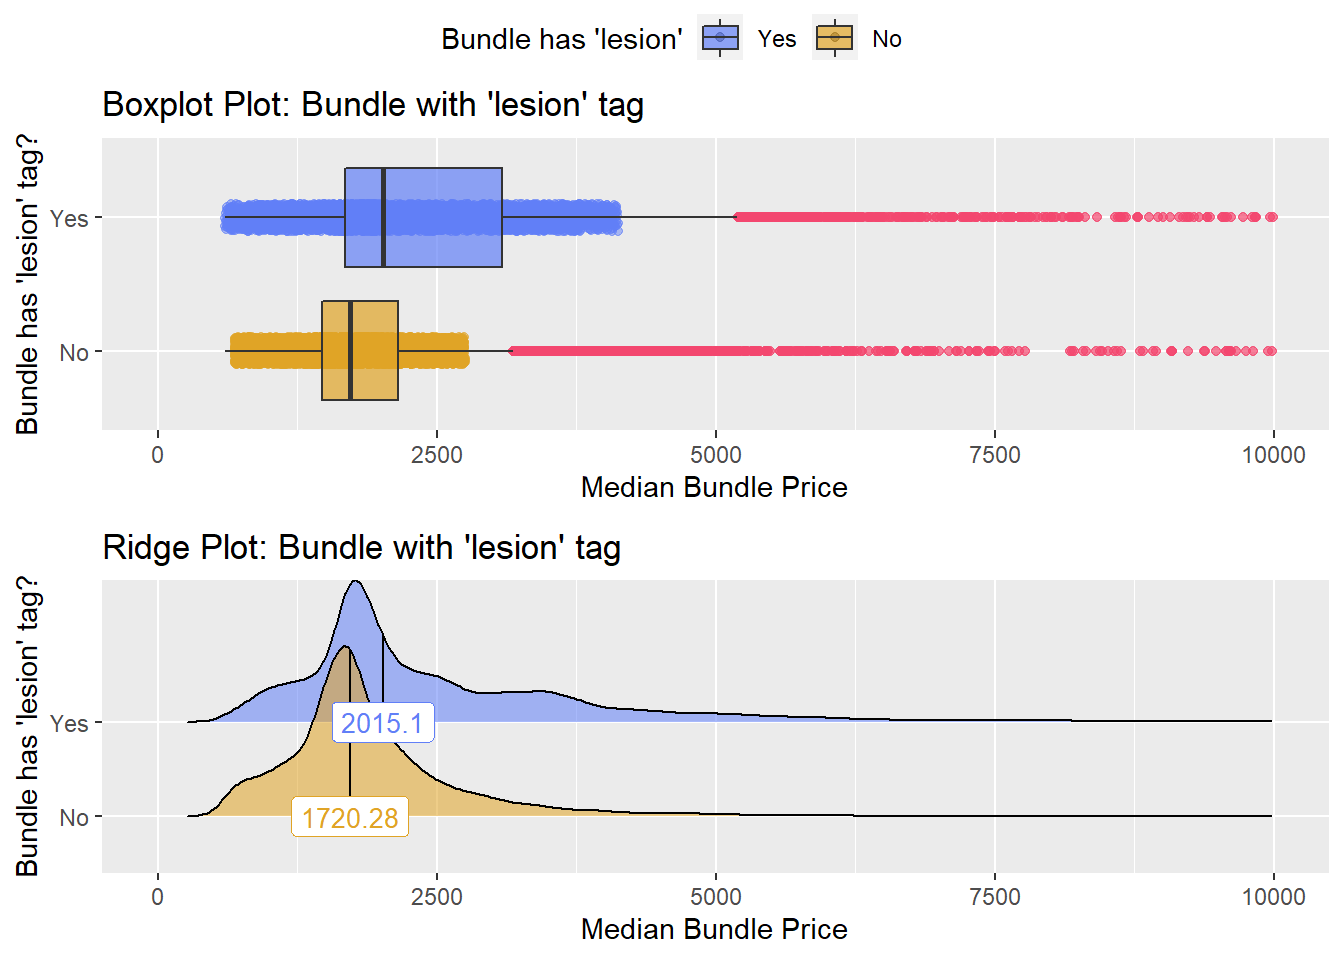 Bundle has 'lesion' Yes No
Boxplot Plot: Bundle with 'lesion' tag
Bundle has 'lesion' tag?
Yes
No
0 2500 5000 7500 10000
Median Bundle Price
Ridge Plot: Bundle with 'lesion' tag
Bundle has 'lesion' tag?
Yes
2015.1
No
1720.28
0 2500 5000 7500 10000
Median Bundle Price